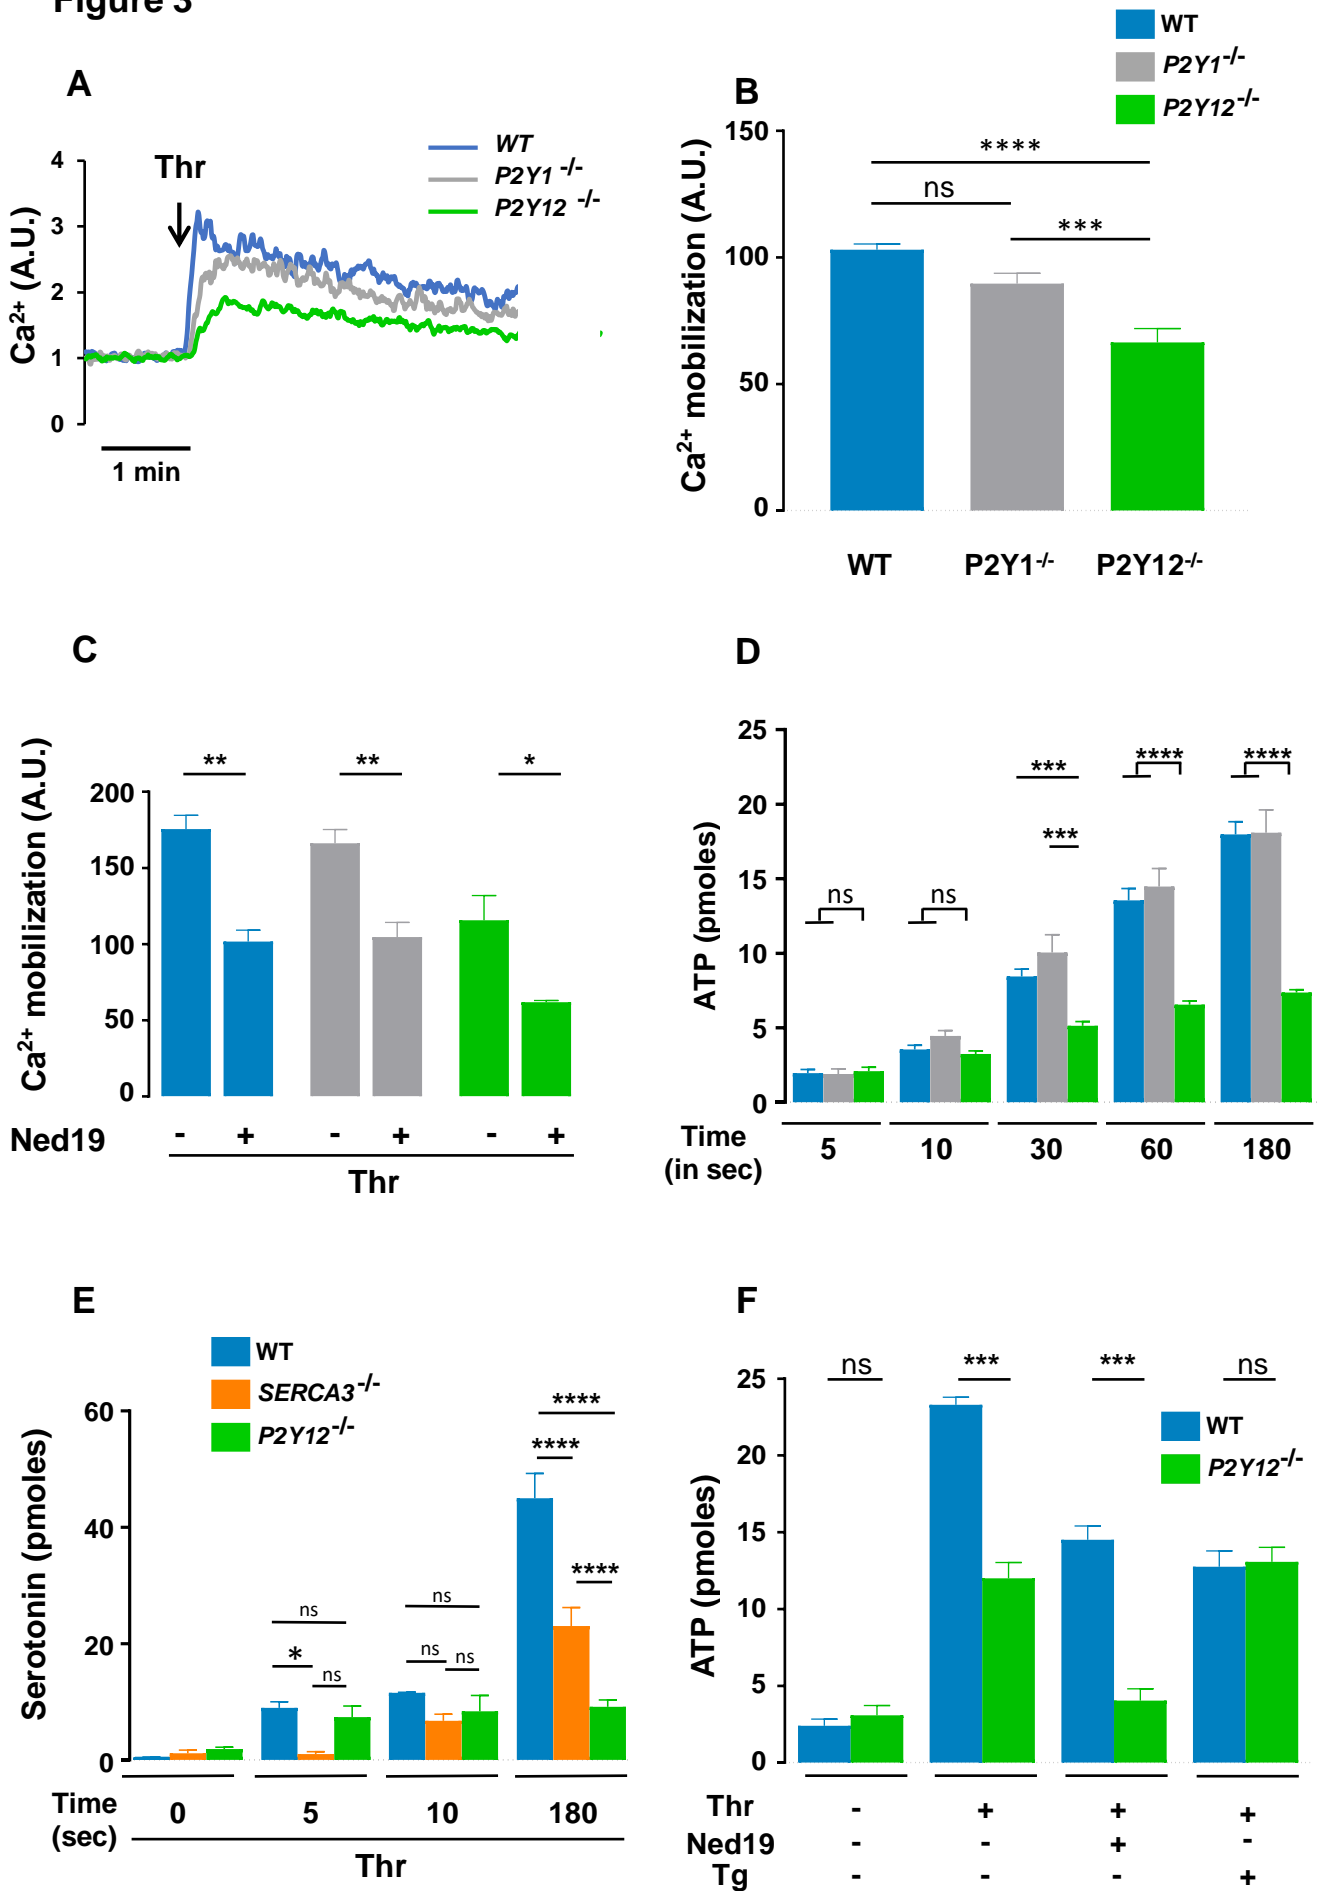 Figure 3
WT
P2Y1-/-
P2Y12-/-
A
B
Thr
WT
P2Y1 -/-
P2Y12 -/-
Ca2+ (A.U.)
4
3
2
1
0
1 min
Ca2+ mobilization (A.U.)
150
100
50
0
****
ns
***
WT
P2Y1-/-
P2Y12-/-
C
D
Ca2+ mobilization (A.U.)
200
150
100
50
0
**
**
*
Ned19
- + - + - +
Thr
ATP (pmoles)
25
20
15
10
5
0
ns
ns
***
***
****
****
Time
(in sec)
5 10 30 60 180
E
F
WT
SERCA3-/-
P2Y12-/-
Serotonin (pmoles)
60
40
20
0
ns
*
ns
ns
ns
ns
****
****
****
Time
(sec)
0 5 10 180
Thr
ATP (pmoles)
25
20
15
10
5
0
ns
***
***
ns
WT
P2Y12-/-
Thr - + + +
Ned19 - - + -
Tg - - - +